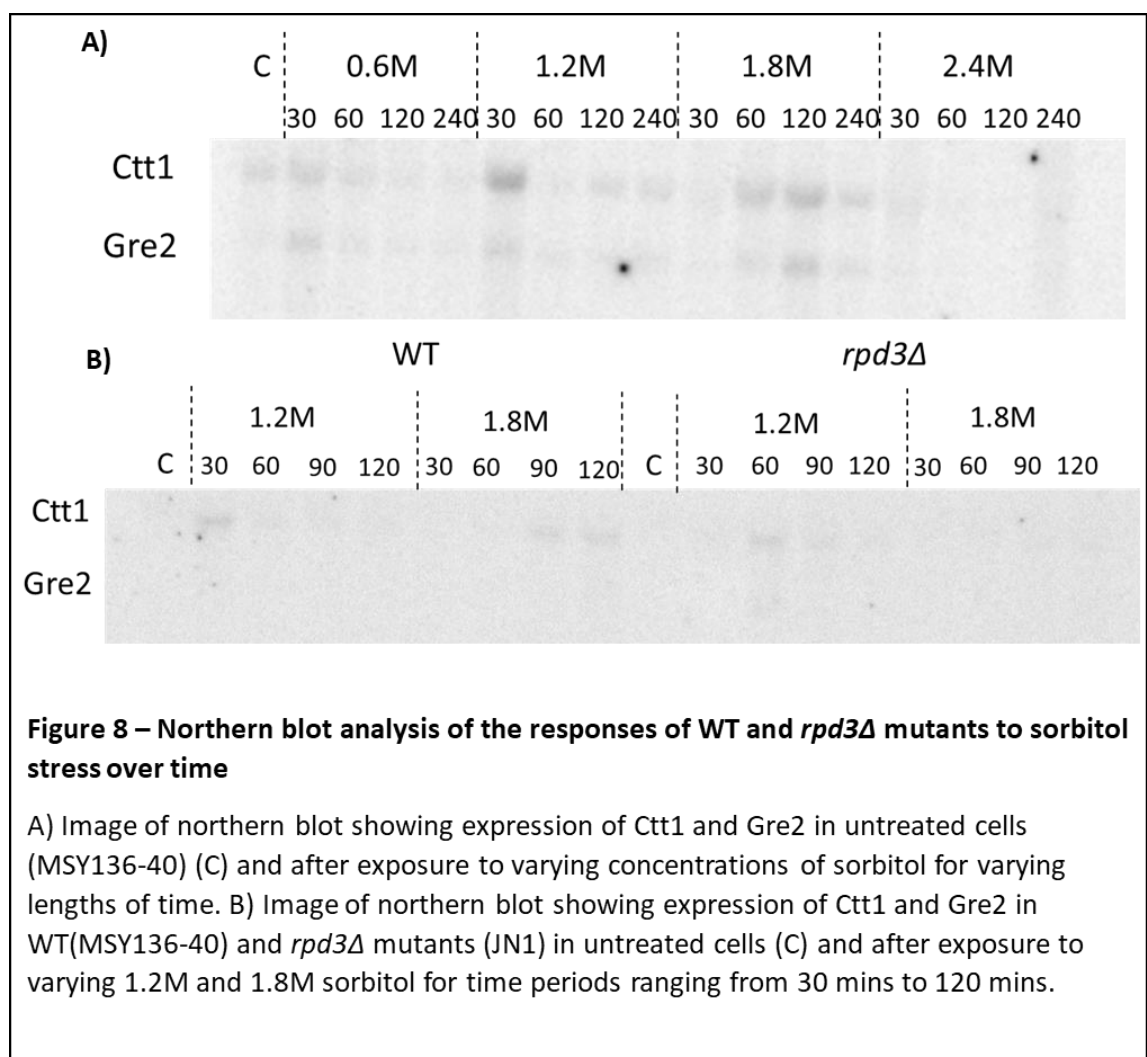 A)
C 0.6M 1.2M 1.8M 2.4M
30 60 120 240 30 60 120 240 30 60 120 240 30 60 120 240
Ctt1
Gre2
B) WT rpd3Δ
1.2M 1.8M 1.2M 1.8M
C 30 60 90 120 30 60 90 120 C 30 60 90 120 30 60 90 120
Ctt1
Gre2
Figure 8 – Northern blot analysis of the responses of WT and rpd3Δ mutants to sorbitol
stress over time
A) Image of northern blot showing expression of Ctt1 and Gre2 in untreated cells
(MSY136-40) (C) and after exposure to varying concentrations of sorbitol for varying
lengths of time. B) Image of northern blot showing expression of Ctt1 and Gre2 in
WT(MSY136-40) and rpd3Δ mutants (JN1) in untreated cells (C) and after exposure to
varying 1.2M and 1.8M sorbitol for time periods ranging from 30 mins to 120 mins.